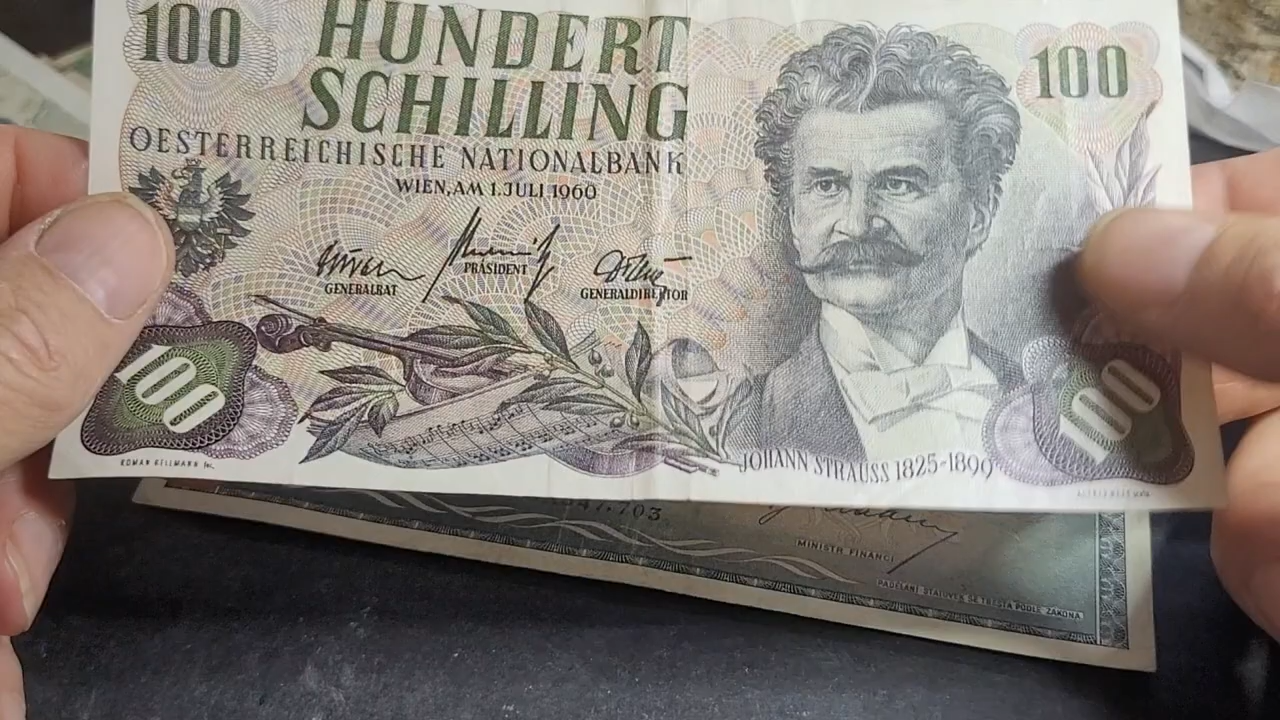 100
HUNDERT
SCHILLING
100
OESTERREICHISCHE NATIONALBANK
WIEN, AM 1. JULI 1960
GENERALRAT
PRÄSIDENT
GENERALDIREKTOR
100
100
JOHANN STRAUSS 1825-1899
MINISTR FINANCÍ
PADĚLÁNÍ STÁTOVEK SE TRESTÁ PODLE ZÁKONA